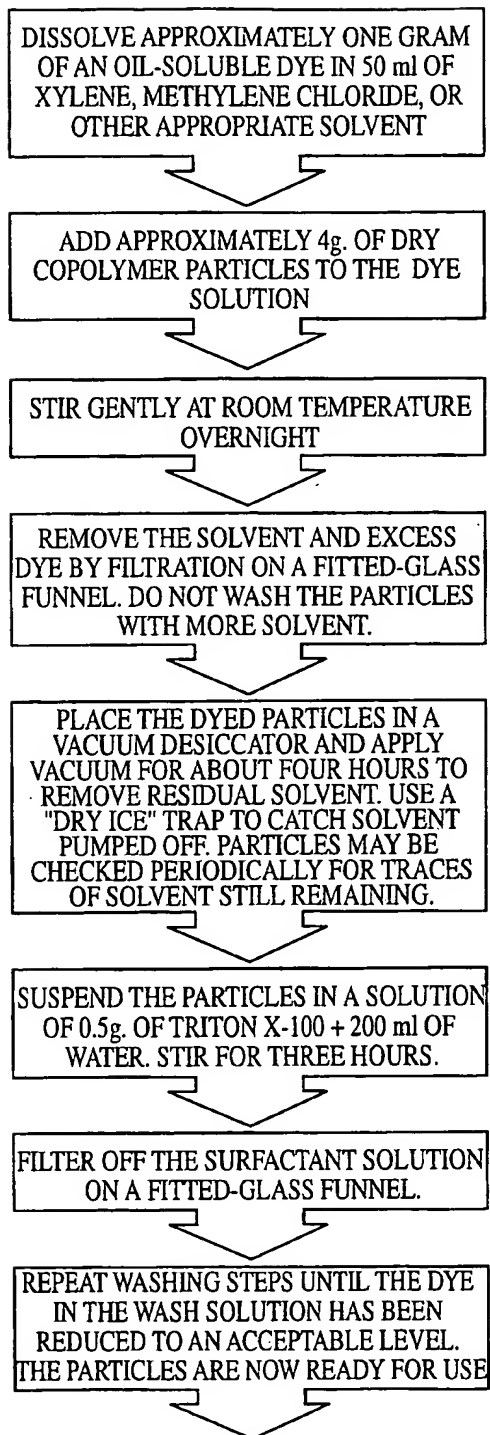 DISSOLVE APPROXIMATELY ONE GRAM
OF AN OIL-SOLUBLE DYE IN 50 ml OF
XYLENE, METHYLENE CHLORIDE, OR
OTHER APPROPRIATE SOLVENT
ADD APPROXIMATELY 4g. OF DRY
COPOLYMER PARTICLES TO THE DYE
SOLUTION
STIR GENTLY AT ROOM TEMPERATURE
OVERNIGHT
REMOVE THE SOLVENT AND EXCESS
DYE BY FILTRATION ON A FITTED-GLASS
FUNNEL. DO NOT WASH THE PARTICLES
WITH MORE SOLVENT.
PLACE THE DYED PARTICLES IN A
VACUUM DESICCATOR AND APPLY
VACUUM FOR ABOUT FOUR HOURS TO
REMOVE RESIDUAL SOLVENT. USE A
"DRY ICE" TRAP TO CATCH SOLVENT
PUMPED OFF. PARTICLES MAY BE
CHECKED PERIODICALLY FOR TRACES
OF SOLVENT STILL REMAINING.
SUSPEND THE PARTICLES IN A SOLUTION
OF 0.5g. OF TRITON X-100 + 200 ml OF
WATER. STIR FOR THREE HOURS.
FILTER OFF THE SURFACTANT SOLUTION
ON A FITTED-GLASS FUNNEL.
REPEAT WASHING STEPS UNTIL THE DYE
IN THE WASH SOLUTION HAS BEEN
REDUCED TO AN ACCEPTABLE LEVEL.
THE PARTICLES ARE NOW READY FOR USE